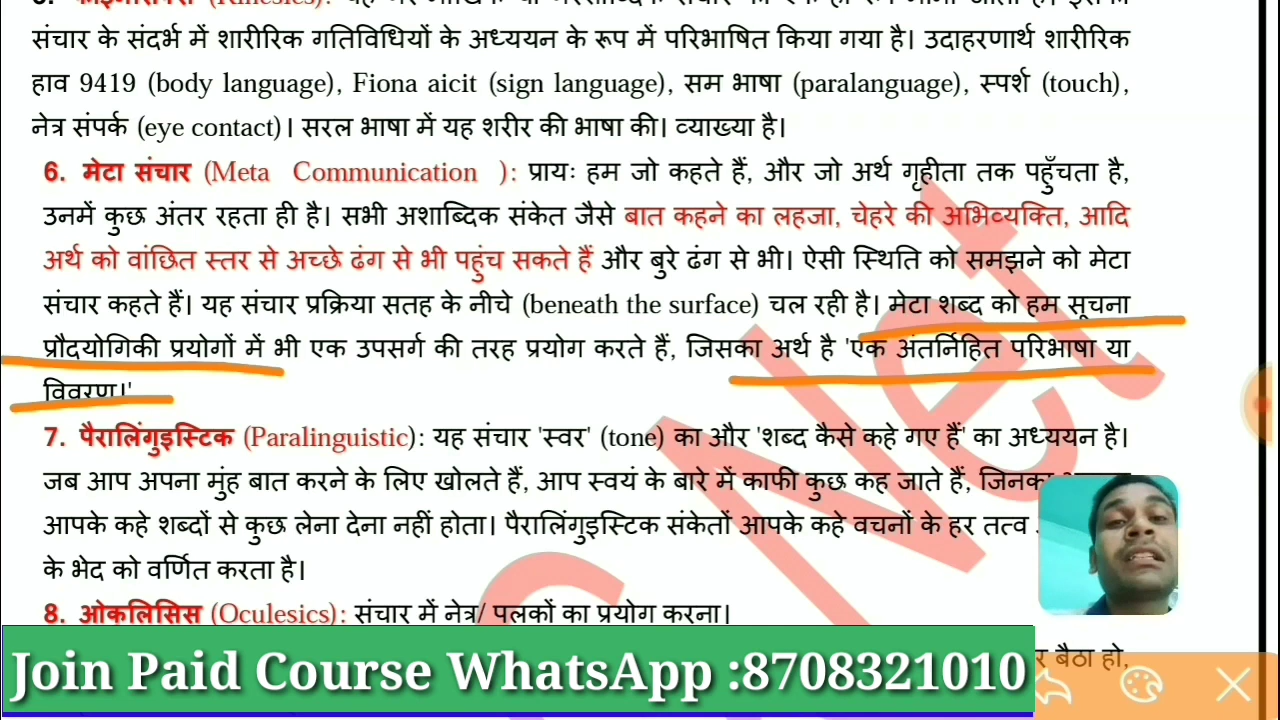 5. काइनेसिक्स (Kinesics):
संचार के संदर्भ में शारीरिक गतिविधियों के अध्ययन के रूप में परिभाषित किया गया है। उदाहरणार्थ शारीरिक
हाव 9419 (body language), Fiona aicit (sign language), सम भाषा (paralanguage), स्पर्श (touch),
नेत्र संपर्क (eye contact)। सरल भाषा में यह शरीर की भाषा की। व्याख्या है।
6. मेटा संचार (Meta Communication ): प्रायः हम जो कहते हैं, और जो अर्थ गृहीता तक पहुँचता है,
उनमें कुछ अंतर रहता ही है। सभी अशाब्दिक संकेत जैसे बात कहने का लहजा, चेहरे की अभिव्यक्ति, आदि
अर्थ को वांछित स्तर से अच्छे ढंग से भी पहुंच सकते हैं और बुरे ढंग से भी। ऐसी स्थिति को समझने को मेटा
संचार कहते हैं। यह संचार प्रक्रिया सतह के नीचे (beneath the surface) चल रही है। मेटा शब्द को हम सूचना
प्रौदयोगिकी प्रयोगों में भी एक उपसर्ग की तरह प्रयोग करते हैं, जिसका अर्थ है 'एक अंतर्निहित परिभाषा या
विवरण।'
7. पैरालिंगुइस्टिक (Paralinguistic): यह संचार 'स्वर' (tone) का और 'शब्द कैसे कहे गए हैं' का अध्ययन है।
जब आप अपना मुंह बात करने के लिए खोलते हैं, आप स्वयं के बारे में काफी कुछ कह जाते हैं,
आपके कहे शब्दों से कुछ लेना देना नहीं होता। पैरालिंगुइस्टिक संकेतों आपके कहे वचनों के हर तत्व
के भेद को वर्णित करता है।
8. ओकलिसिस (Oculesics): संचार में नेत्र/ पलकों का प्रयोग करना।
बैठा हो,
Join Paid Course WhatsApp :8708321010
Net